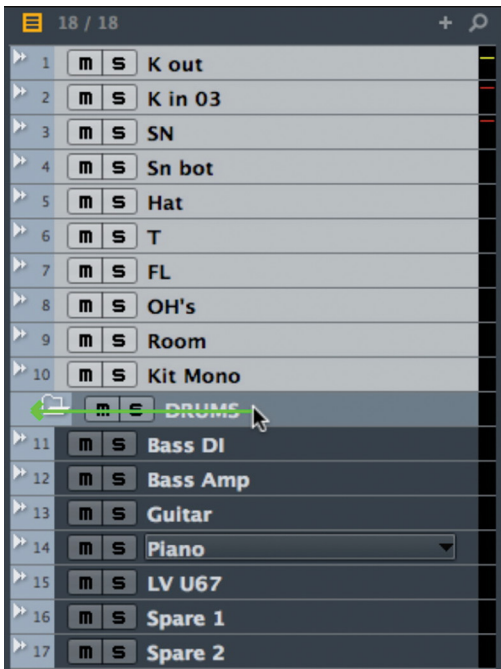 18 / 18 +
1 m s K out
2 m s K in 03
3 m s SN
4 m s Sn bot
5 m s Hat
6 m s T
7 m s FL
8 m s OH's
9 m s Room
10 m s Kit Mono
m s DRUMS
11 m s Bass DI
12 m s Bass Amp
13 m s Guitar
14 m s Piano
15 m s LV U67
16 m s Spare 1
17 m s Spare 2